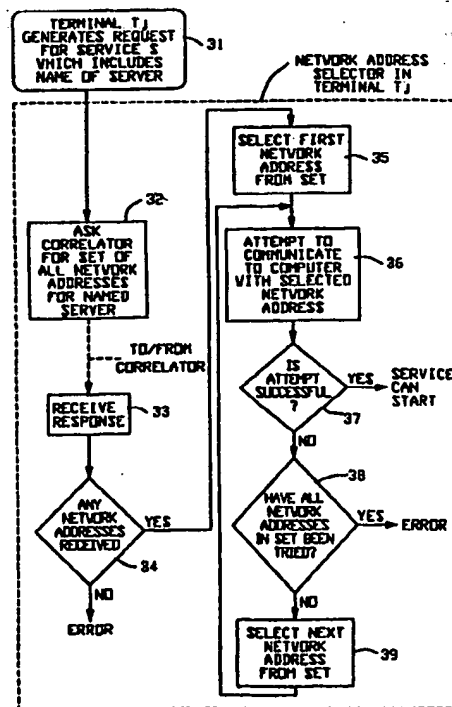 TERMINAL Tj
GENERATES REQUEST
FOR SERVICE S
WHICH INCLUDES
NAME OF SERVER
31
NETWORK ADDRESS
SELECTOR IN
TERMINAL Tj
32
ASK
CORRELATOR
FOR SET OF
ALL NETWORK
ADDRESSES
FOR NAMED
SERVER
TO/FROM
CORRELATOR
RECEIVE
RESPONSE
33
ANY
NETWORK
ADDRESSES
RECEIVED
YES
34
NO
ERROR
SELECT FIRST
NETWORK
ADDRESS
FROM SET
35
ATTEMPT TO
COMMUNICATE
TO COMPUTER
WITH SELECTED
NETWORK
ADDRESS
36
IS
ATTEMPT
SUCCESSFUL
?
YES
SERVICE
CAN
START
37
NO
38
HAVE ALL
NETWORK
ADDRESSES
IN SET BEEN
TRIED?
YES
ERROR
NO
SELECT NEXT
NETWORK
ADDRESS
FROM SET
39